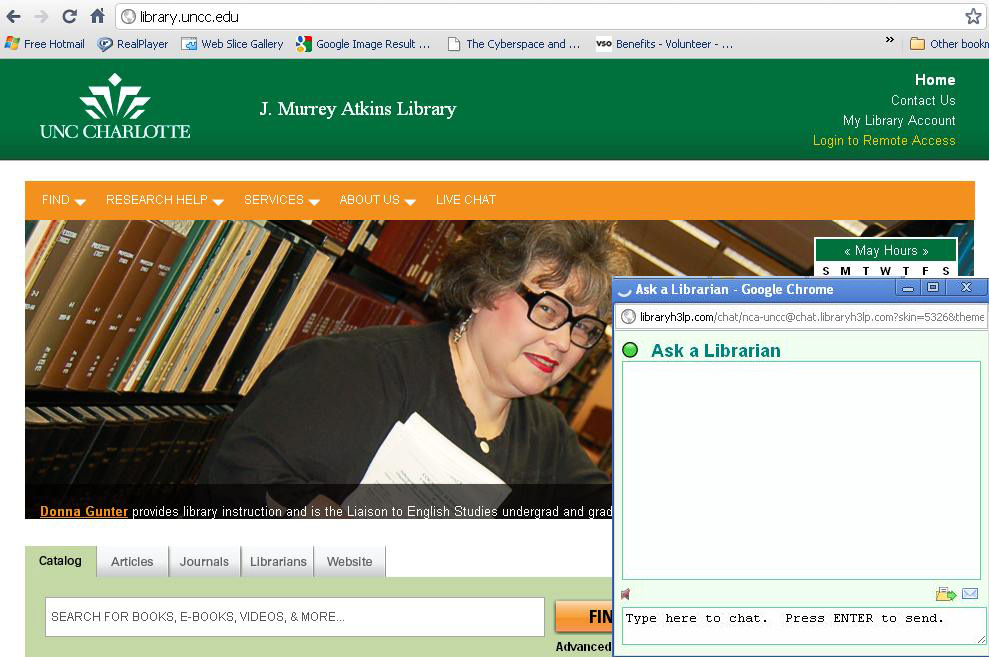 library.uncc.edu
Free Hotmail
RealPlayer
Web Slice Gallery
Google Image Result ...
The Cyberspace and ...
vso Benefits - Volunteer - ...
»
Other bookm
UNC CHARLOTTE
J. Murrey Atkins Library
Home
Contact Us
My Library Account
Login to Remote Access
FIND
RESEARCH HELP
SERVICES
ABOUT US
LIVE CHAT
« May Hours »
S M T W T F S
Donna Gunter provides library instruction and is the Liaison to English Studies undergrad and grad
Catalog
Articles
Journals
Librarians
Website
SEARCH FOR BOOKS, E-BOOKS, VIDEOS, & MORE...
FIN
Advanced
Ask a Librarian - Google Chrome
libraryh3lp.com/chat/nca-uncc@chat.libraryh3lp.com?skin=5326&theme
Ask a Librarian
Type here to chat. Press ENTER to send.